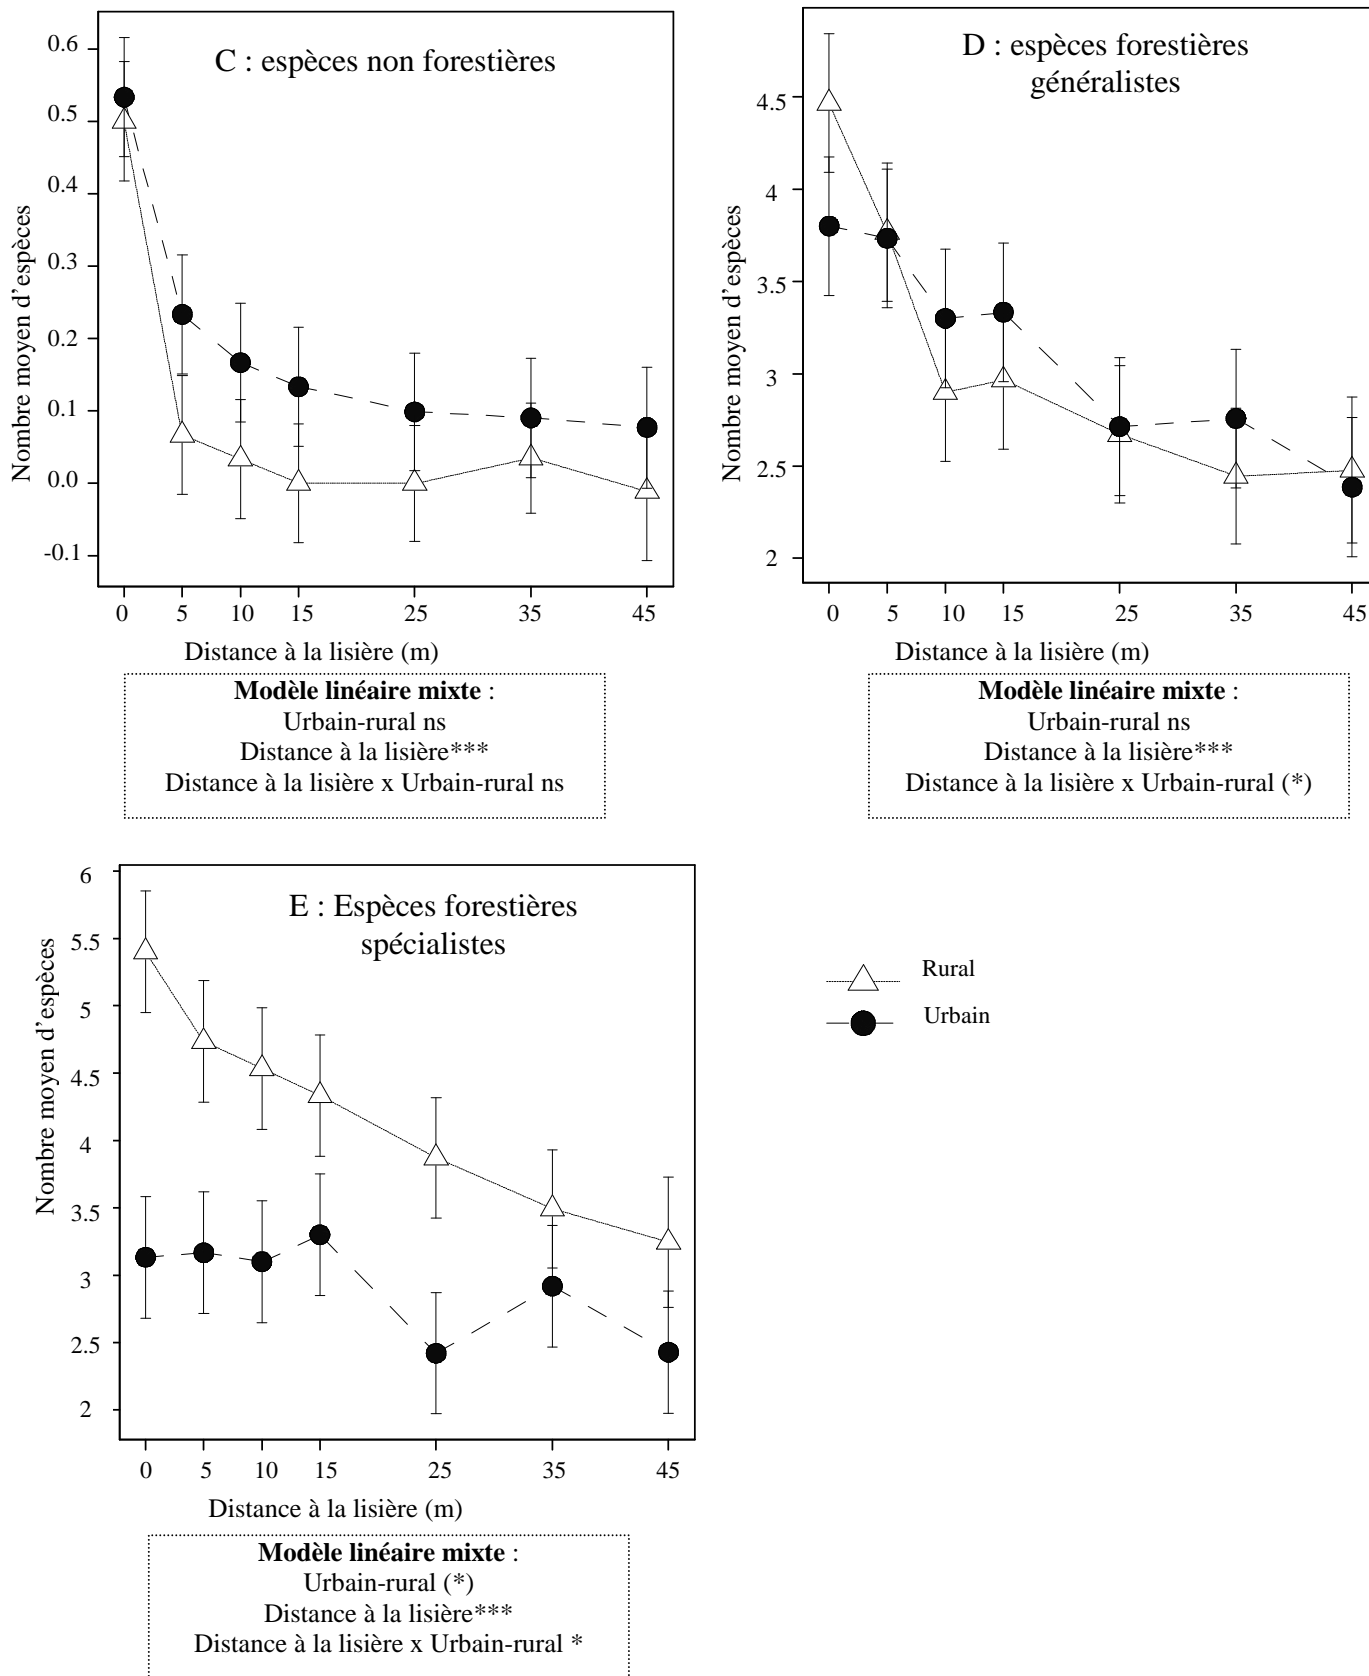 C : espèces non forestières
Nombre moyen d'espèces
0.6
0.5
0.4
0.3
0.2
0.1
0.0
-0.1
0 5 10 15 25 35 45
Distance à la lisière (m)
Modèle linéaire mixte :
Urbain-rural ns
Distance à la lisière***
Distance à la lisière x Urbain-rural ns
D : espèces forestières
généralistes
Nombre moyen d'espèces
4.5
4
3.5
3
2.5
2
0 5 10 15 25 35 45
Distance à la lisière (m)
Modèle linéaire mixte :
Urbain-rural ns
Distance à la lisière***
Distance à la lisière x Urbain-rural (*)
E : Espèces forestières
spécialistes
Nombre moyen d'espèces
6
5.5
5
4.5
4
3.5
3
2.5
2
0 5 10 15 25 35 45
Distance à la lisière (m)
Modèle linéaire mixte :
Urbain-rural (*)
Distance à la lisière***
Distance à la lisière x Urbain-rural *
Rural
Urbain